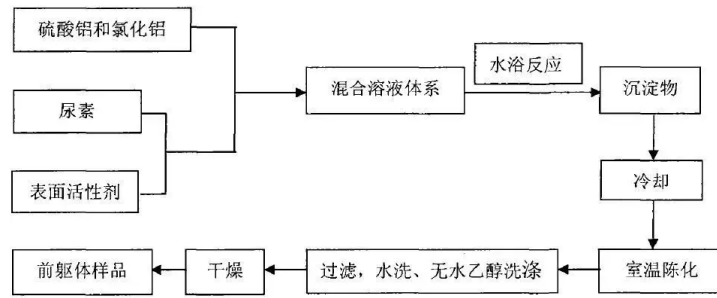 硫酸铝和氯化铝
尿素
表面活性剂
混合溶液体系
水浴反应
沉淀物
冷却
室温陈化
过滤，水洗、无水乙醇洗涤
干燥
前躯体样品